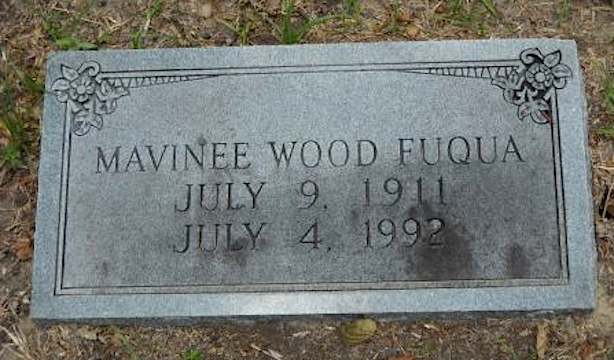 MAVINEE WOOD FUQUA
JULY 9, 1911
JULY 4, 1992